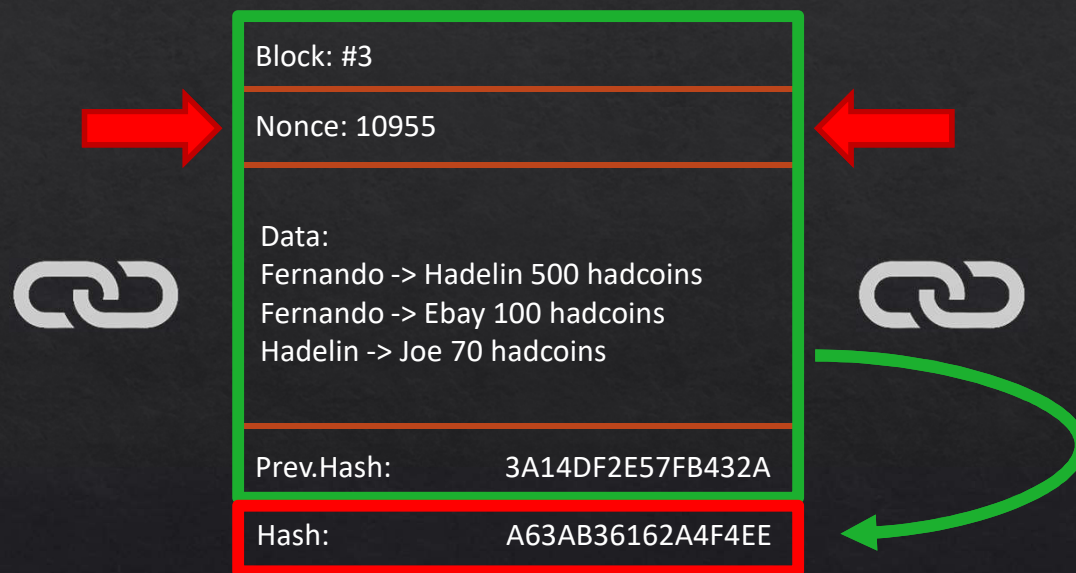 Block: #3
Nonce: 10955
Data:
Fernando -> Hadelin 500 hadcoins
Fernando -> Ebay 100 hadcoins
Hadelin -> Joe 70 hadcoins
Prev.Hash: 3A14DF2E57FB432A
Hash: A63AB36162A4F4EE